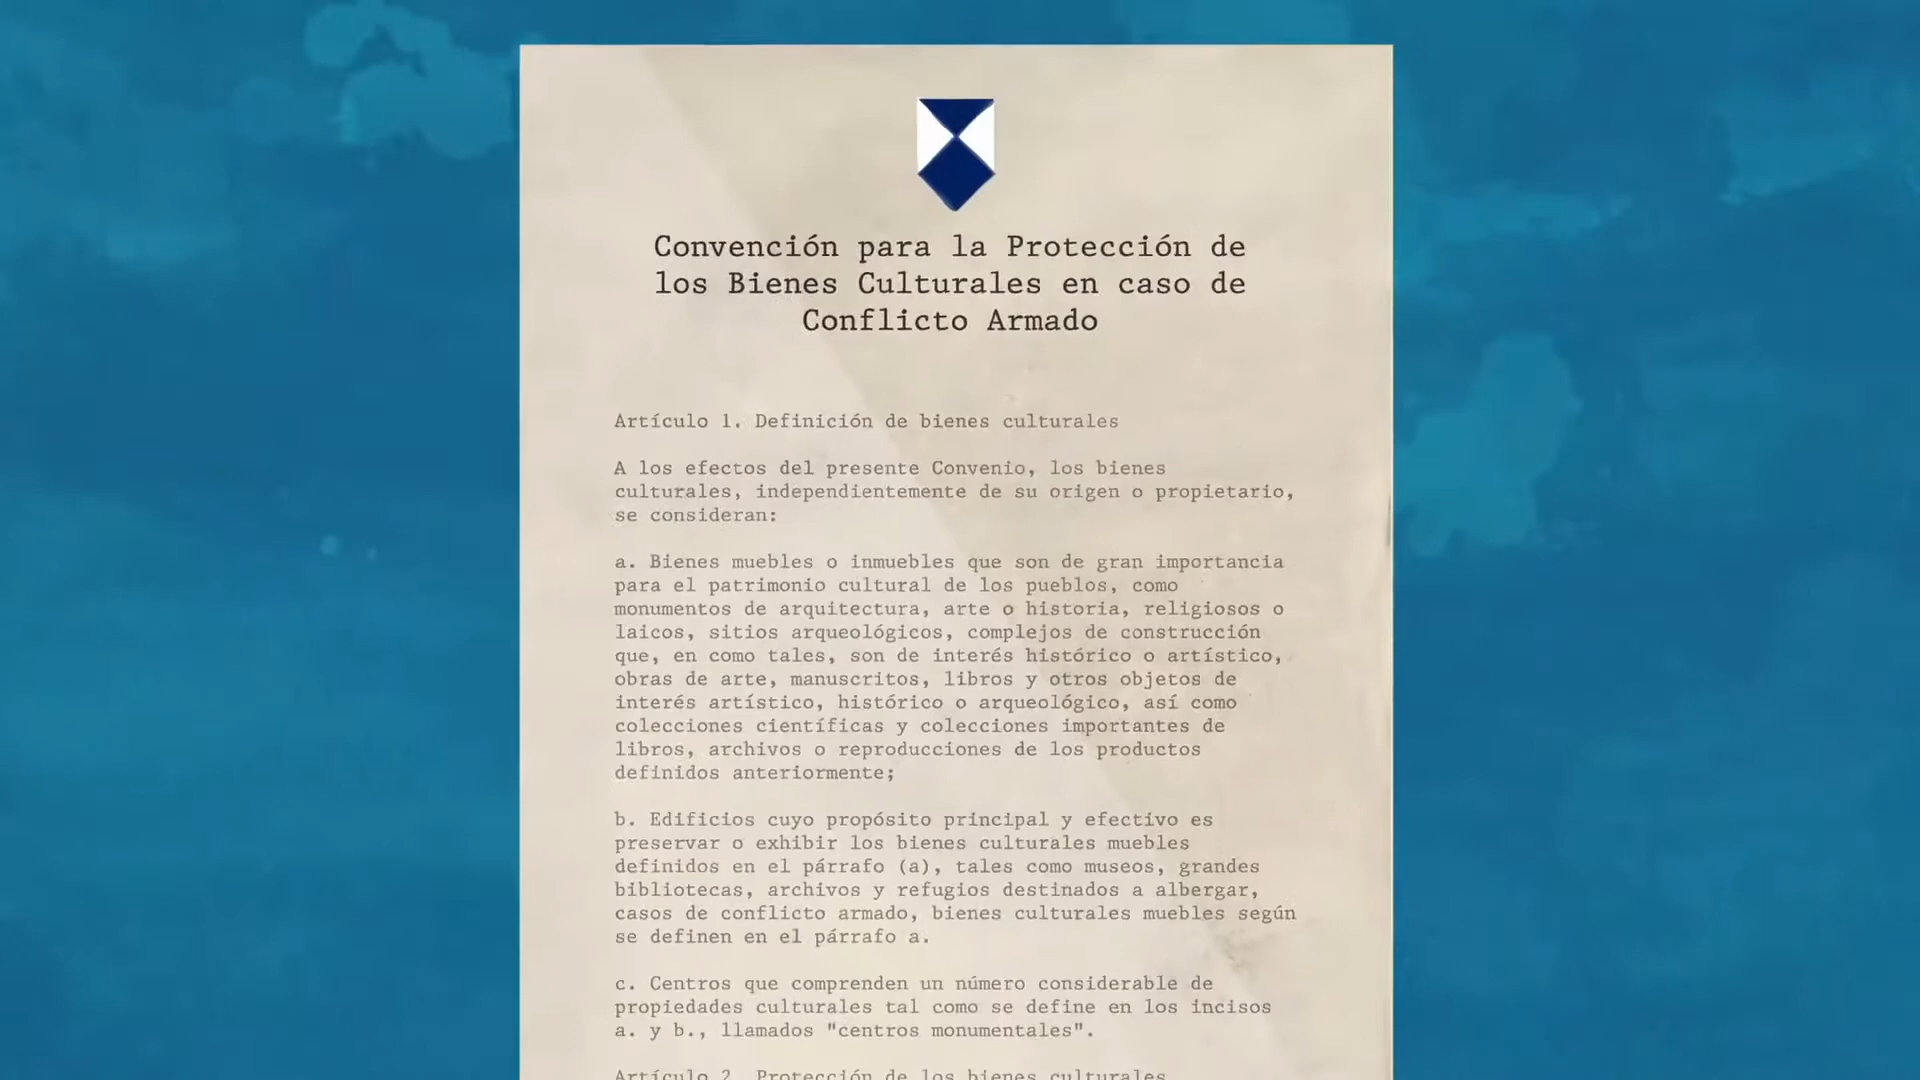 Convención para la Protección de
los Bienes Culturales en caso de
Conflicto Armado
Artículo 1. Definición de bienes culturales
A los efectos del presente Convenio, los bienes
culturales, independientemente de su origen o propietario,
se consideran:
a. Bienes muebles o inmuebles que son de gran importancia
para el patrimonio cultural de los pueblos, como
monumentos de arquitectura, arte o historia, religiosos o
laicos, sitios arqueológicos, complejos de construcción
que, en como tales, son de interés histórico o artístico,
obras de arte, manuscritos, libros y otros objetos de
interés artístico, histórico o arqueológico, así como
colecciones científicas y colecciones importantes de
libros, archivos o reproducciones de los productos
definidos anteriormente;
b. Edificios cuyo propósito principal y efectivo es
preservar o exhibir los bienes culturales muebles
definidos en el párrafo (a), tales como museos, grandes
bibliotecas, archivos y refugios destinados a albergar,
casos de conflicto armado, bienes culturales muebles según
se definen en el párrafo a.
c. Centros que comprenden un número considerable de
propiedades culturales tal como se define en los incisos
a. y b., llamados "centros monumentales".
Artículo 2. Protección de los bienes culturales